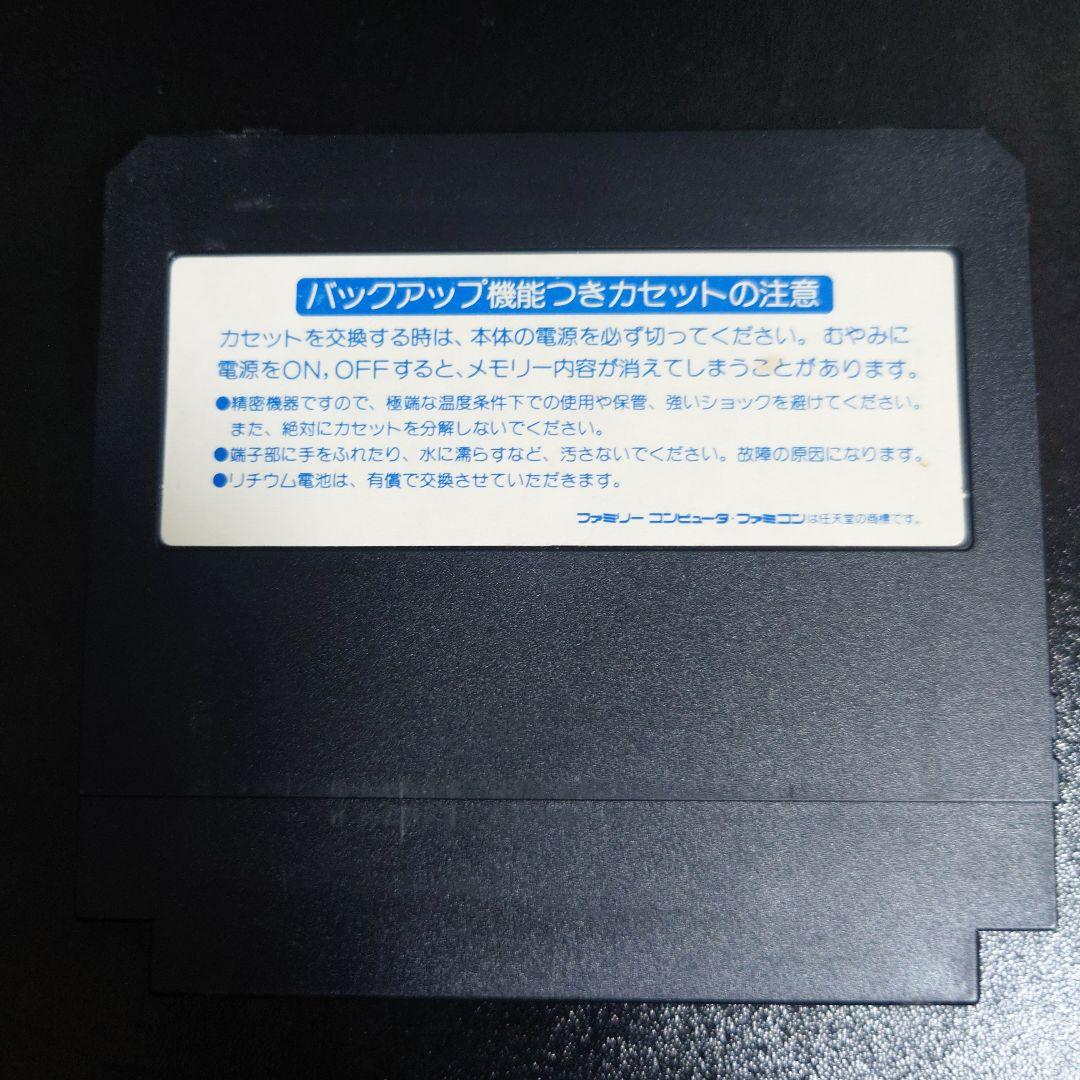 バックアップ機能つきカセットの注意
カセットを交換する時は、本体の電源を必ず切ってください。むやみに
電源をON, OFFすると、メモリー内容が消えてしまうことがあります。
●精密機器ですので、極端な温度条件下での使用や保管、強いショックを避けてください。
また、絶対にカセットを分解しないでください。
●端子部に手をふれたり、水に濡らすなど、汚さないでください。故障の原因になります。
●リチウム電池は、有償で交換させていただきます。
ファミリー コンピュータ・ファミコンは任天堂の商標です。